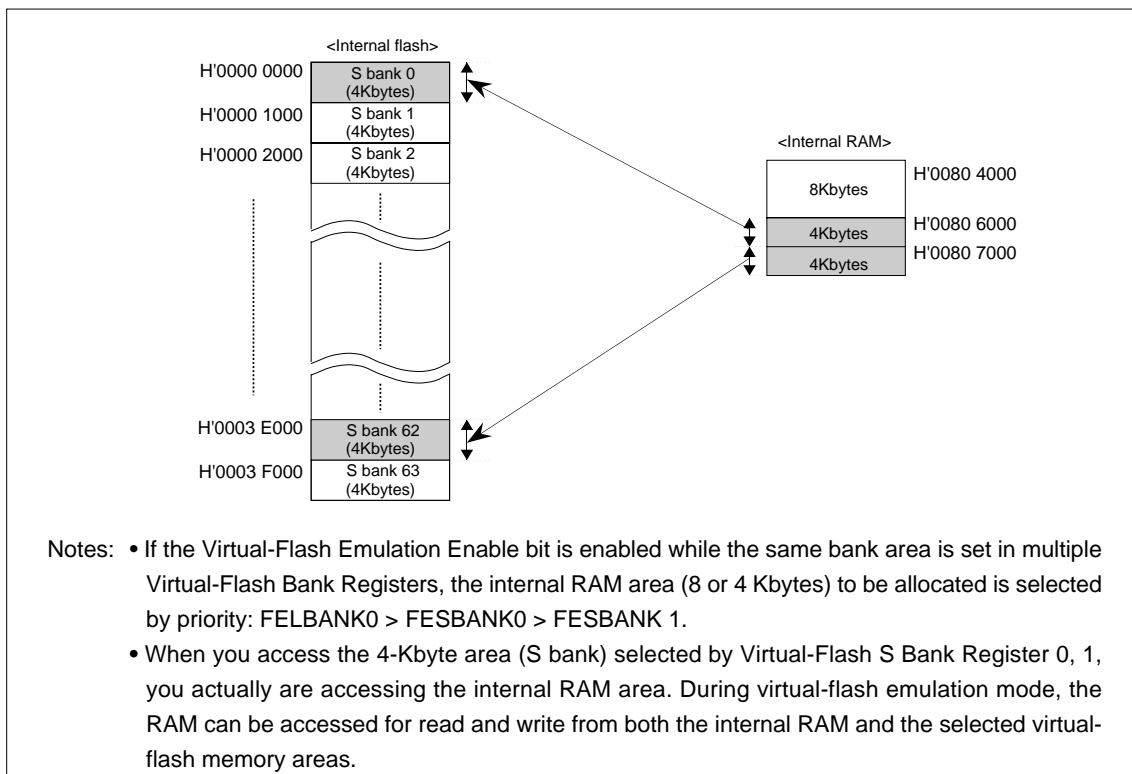 <Internal flash>
H'0000 0000
S bank 0
(4Kbytes)
H'0000 1000
S bank 1
(4Kbytes)
H'0000 2000
S bank 2
(4Kbytes)
<Internal RAM>
H'0080 4000
8Kbytes
H'0080 6000
4Kbytes
H'0080 7000
4Kbytes
H'0003 E000
S bank 62
(4Kbytes)
H'0003 F000
S bank 63
(4Kbytes)
Notes: • If the Virtual-Flash Emulation Enable bit is enabled while the same bank area is set in multiple
Virtual-Flash Bank Registers, the internal RAM area (8 or 4 Kbytes) to be allocated is selected
by priority: FELBANK0 > FESBANK0 > FESBANK 1.
• When you access the 4-Kbyte area (S bank) selected by Virtual-Flash S Bank Register 0, 1,
you actually are accessing the internal RAM area. During virtual-flash emulation mode, the
RAM can be accessed for read and write from both the internal RAM and the selected virtual-
flash memory areas.